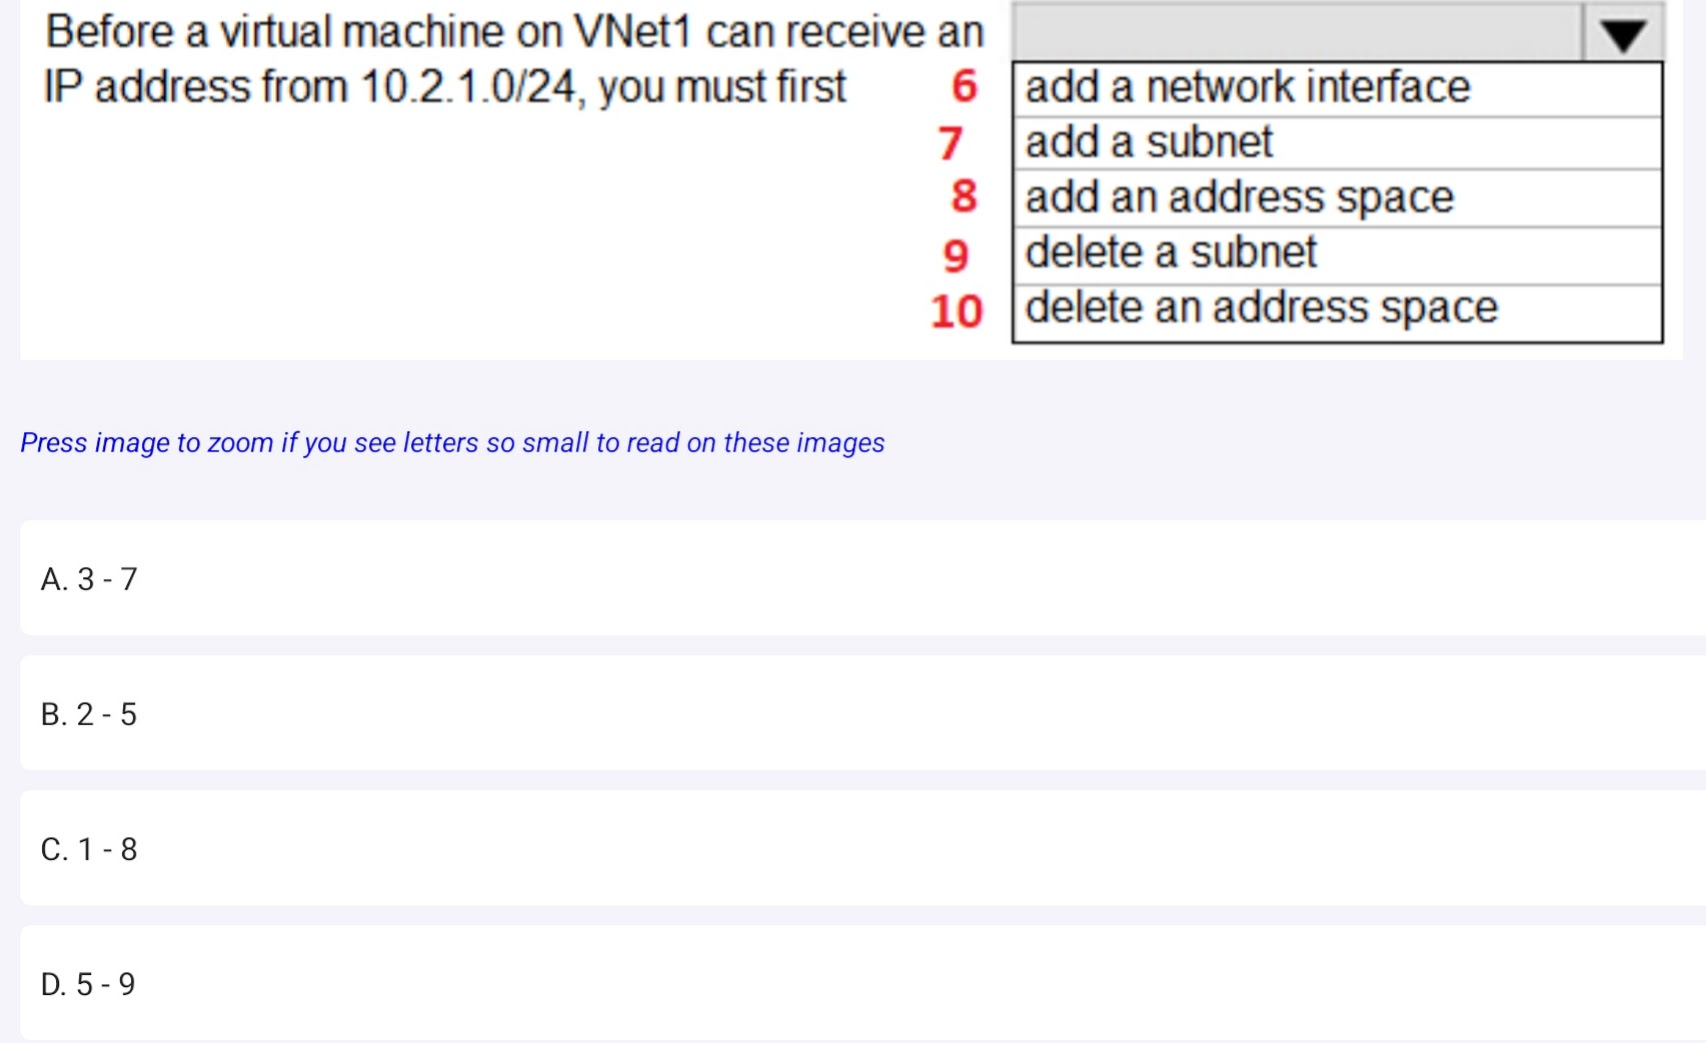 Before a virtual machine on VNet1 can receive an
IP address from 10.2.1.0/24, you must first
6 add a network interface
7 add a subnet
8 add an address space
9 delete a subnet
10 delete an address space
Press image to zoom if you see letters so small to read on these images
A. 3 - 7
B. 2 - 5
C. 1 - 8
D. 5 - 9